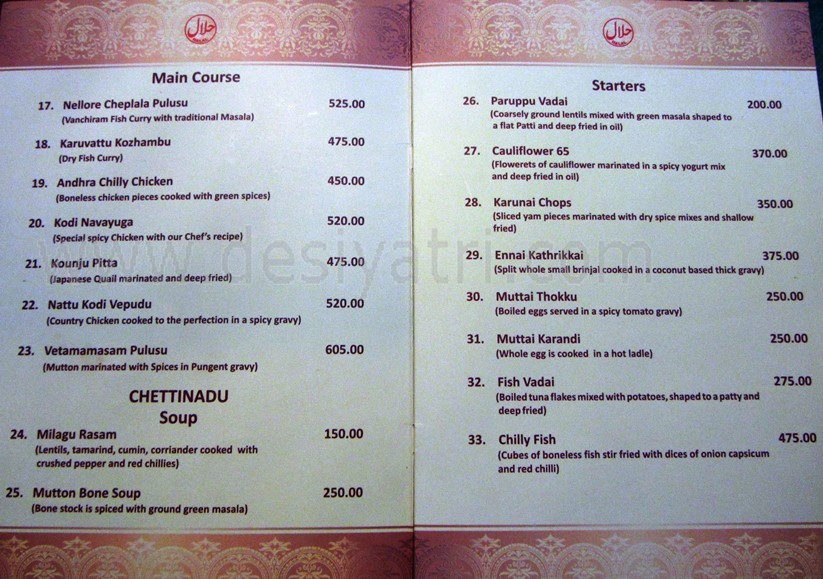 حلال
Main Course
17. Nellore Cheplala Pulusu 525.00
(Vanchiram Fish Curry with traditional Masala)
18. Karuvattu Kozhambu 475.00
(Dry Fish Curry)
19. Andhra Chilly Chicken 450.00
(Boneless chicken pieces cooked with green spices)
20. Kodi Navayuga 520.00
(Special spicy Chicken with our Chef's recipe)
21. Kounju Pitta 475.00
(Japanese Quail marinated and deep fried)
22. Nattu Kodi Vepudu 520.00
(Country Chicken cooked to the perfection in a spicy gravy)
23. Vetamamasam Pulusu 605.00
(Mutton marinated with Spices in Pungent gravy)
CHETTINADU
Soup
24. Milagu Rasam 150.00
(Lentils, tamarind, cumin, corriander cooked with
crushed pepper and red chillies)
25. Mutton Bone Soup 250.00
(Bone stock is spiced with ground green masala)
حلال
Starters
26. Paruppu Vadai 200.00
(Coarsely ground lentils mixed with green masala shaped to
a flat Patti and deep fried in oil)
27. Cauliflower 65 370.00
(Flowerets of cauliflower marinated in a spicy yogurt mix
and deep fried in oil)
28. Karunai Chops 350.00
(Sliced yam pieces marinated with dry spice mixes and shallow
fried)
29. Ennai Kathrikkai 375.00
(Split whole small brinjal cooked in a coconut based thick gravy)
30. Muttai Thokku 250.00
(Boiled eggs served in a spicy tomato gravy)
31. Muttai Karandi 250.00
(Whole egg is cooked in a hot ladle)
32. Fish Vadai 275.00
(Boiled tuna flakes mixed with potatoes, shaped to a patty and
deep fried)
33. Chilly Fish 475.00
(Cubes of boneless fish stir fried with dices of onion capsicum
and red chilli)
www.desiyatri.com